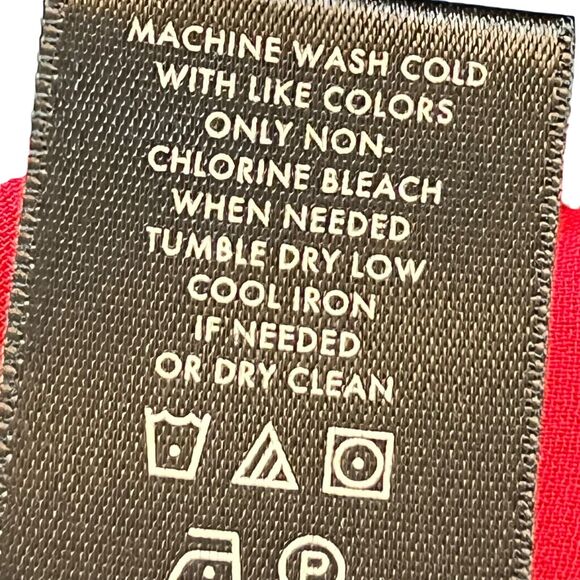 MACHINE WASH COLD
WITH LIKE COLORS
ONLY NON-
CHLORINE BLEACH
WHEN NEEDED
TUMBLE DRY LOW
COOL IRON
IF NEEDED
OR DRY CLEAN
P